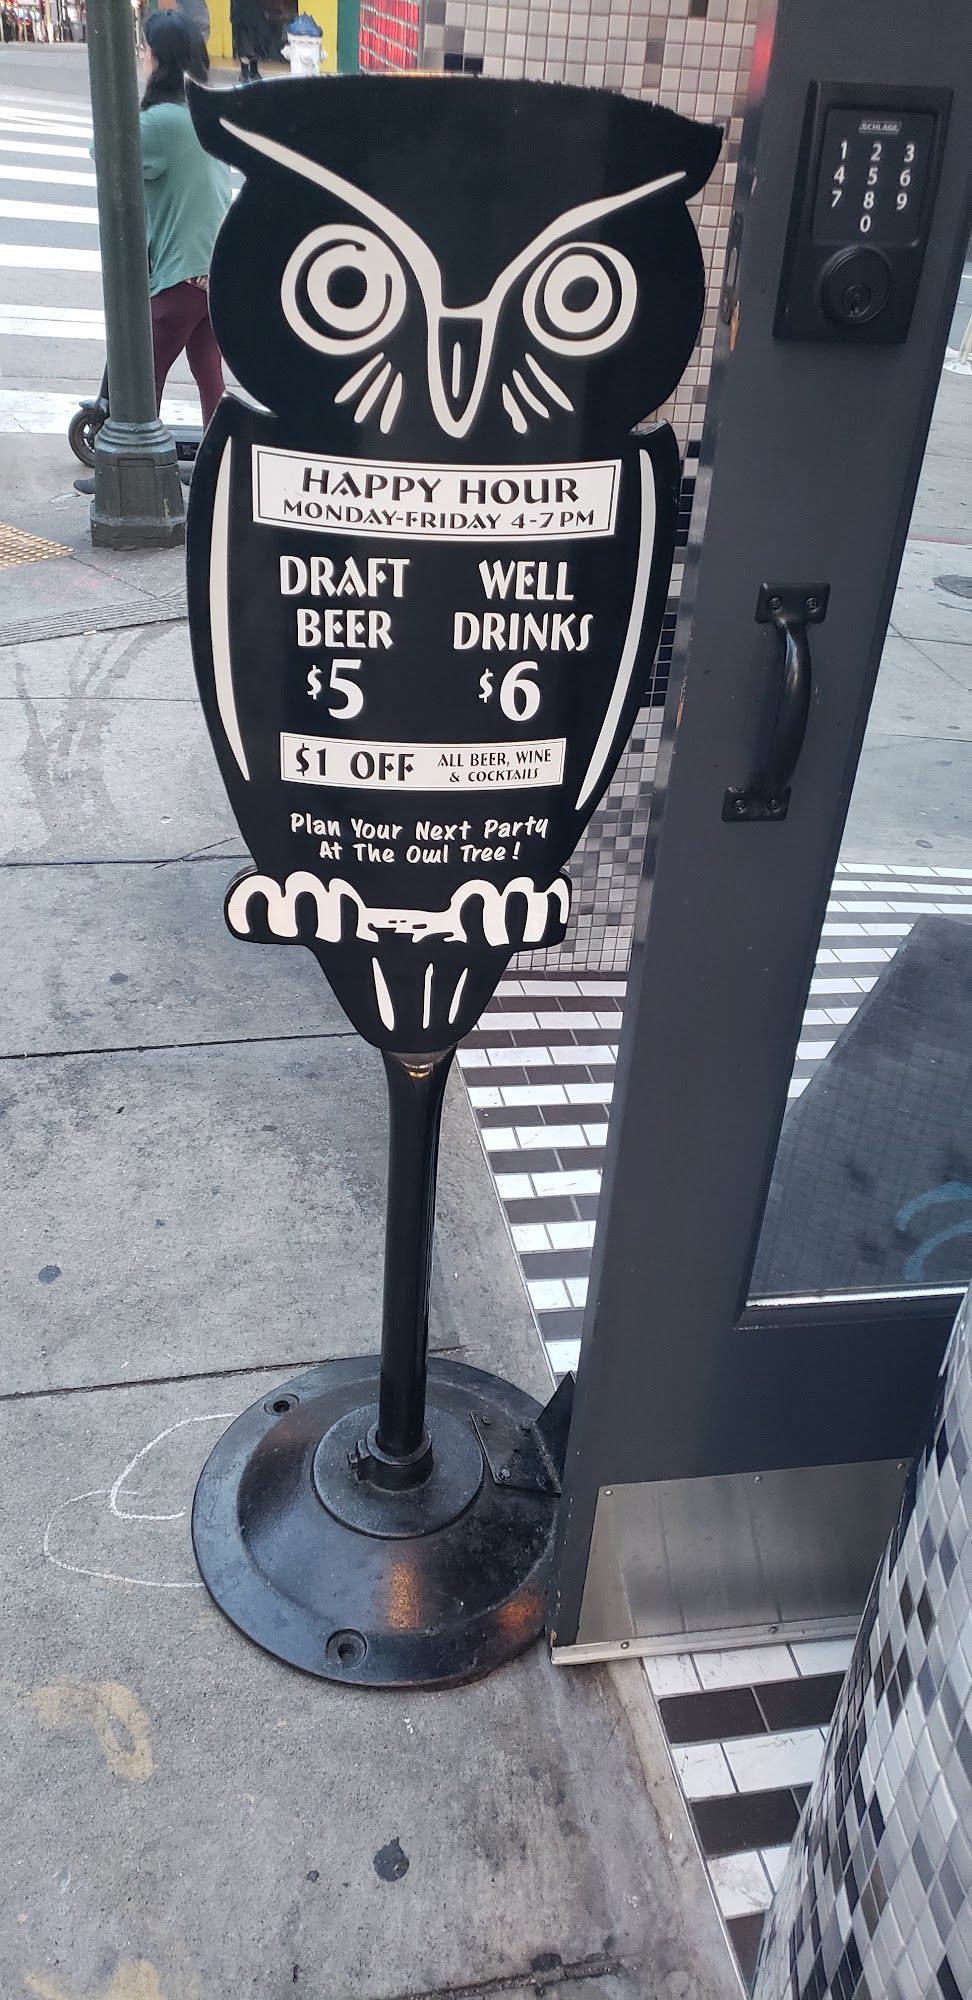 HAPPY HOUR
MONDAY-FRIDAY 4-7 PM
DRAFT
BEER
$5
WELL
DRINKS
$6
$1 OFF
ALL BEER, WINE
& COCKTAILS
Plan Your Next Party
At The Owl Tree!
SCHLAGE
1 2 3
4 5 6
7 8 9
0